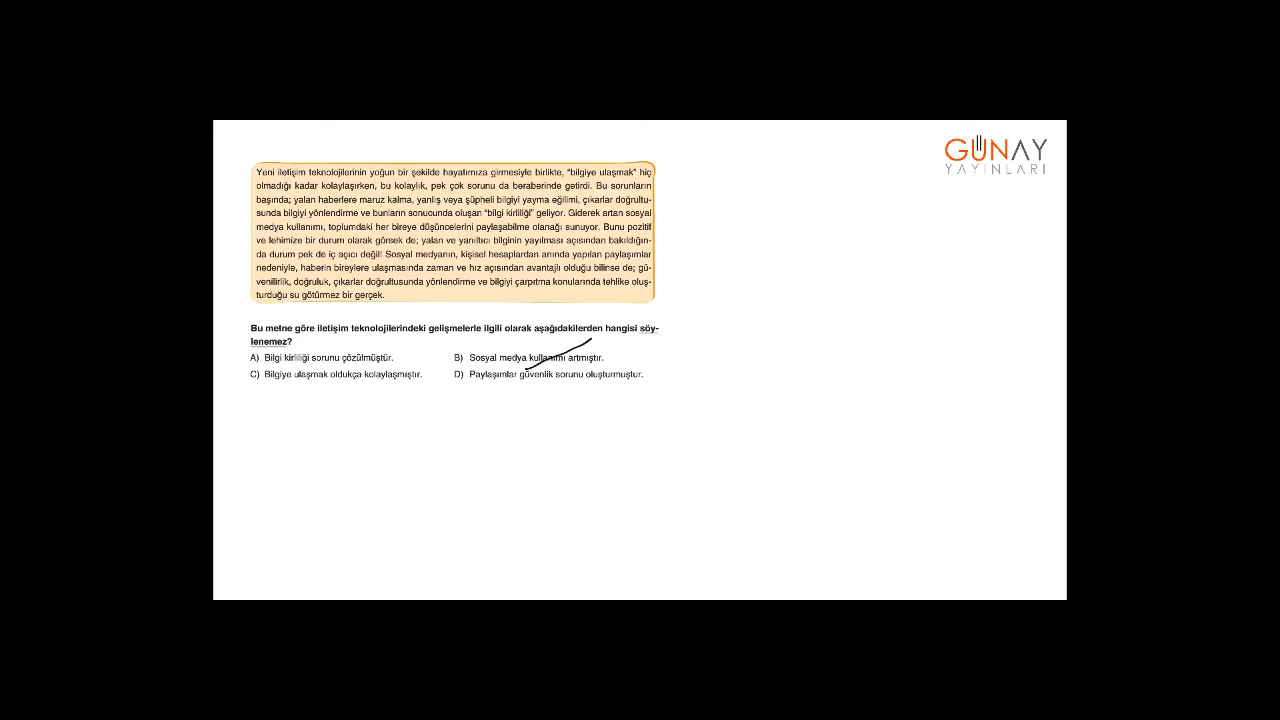 GÜNAY
YAYINLARI
Yeni iletişim teknolojilerinin yoğun bir şekilde hayatımıza girmesiyle birlikte, “bilgiye ulaşmak” hiç
olmadığı kadar kolaylaşırken, bu kolaylık, pek çok sorunu da beraberinde getirdi. Bu sorunların
başında; yalan haberlere maruz kalma, yanlış veya şüpheli bilgiyi yayma eğilimi, çıkarlar doğrultu-
sunda bilgiyi yönlendirme ve bunların sonucunda oluşan “bilgi kirliliği” geliyor. Giderek artan sosyal
medya kullanımı, toplumdaki her bireye düşüncelerini paylaşabilme olanağı sunuyor. Bunu pozitif
ve lehimize bir durum olarak görsek de; yalan ve yanıltıcı bilginin yayılması açısından bakıldığın-
da durum pek de iç açıcı değil! Sosyal medyanın, kişisel hesaplardan anında yapılan paylaşımlar
nedeniyle, haberin bireylere ulaşmasında zaman ve hız açısından avantajlı olduğu bilinse de; gü-
venilirlik, doğruluk, çıkarlar doğrultusunda yönlendirme ve bilgiyi çarpıtma konularında tehlike oluş-
turduğu su götürmez bir gerçek.
Bu metne göre iletişim teknolojilerindeki gelişmelerle ilgili olarak aşağıdakilerden hangisi söy-
lenemez?
A) Bilgi kirliliği sorunu çözülmüştür. B) Sosyal medya kullanımı artmıştır.
C) Bilgiye ulaşmak oldukça kolaylaşmıştır. D) Paylaşımlar güvenlik sorunu oluşturmuştur.